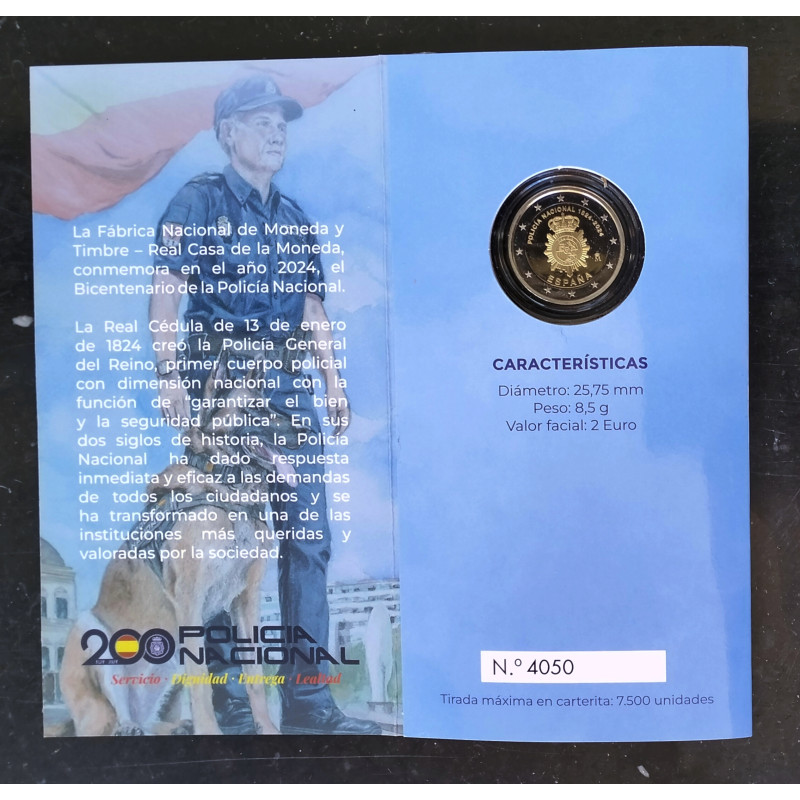 La Fábrica Nacional de Moneda y
Timbre – Real Casa de la Moneda,
conmemora en el año 2024, el
Bicentenario de la Policía Nacional.
La Real Cédula de 13 de enero
de 1824 creó la Policía General
del Reino, primer cuerpo policial
con dimensión nacional con la
función de “garantizar el bien
y la seguridad pública”. En sus
dos siglos de historia, la Policía
Nacional ha dado respuesta
inmediata y eficaz a las demandas
de todos los ciudadanos y se
ha transformado en una de las
instituciones más queridas y
valoradas por la sociedad.
200 POLICIA
NACIONAL
Servicio · Dignidad · Entrega · Lealtad
POLICÍA NACIONAL 1824-2024
ESPAÑA
CARACTERÍSTICAS
Diámetro: 25,75 mm
Peso: 8,5 g
Valor facial: 2 Euro
N.º 4050
Tirada máxima en carterita: 7.500 unidades